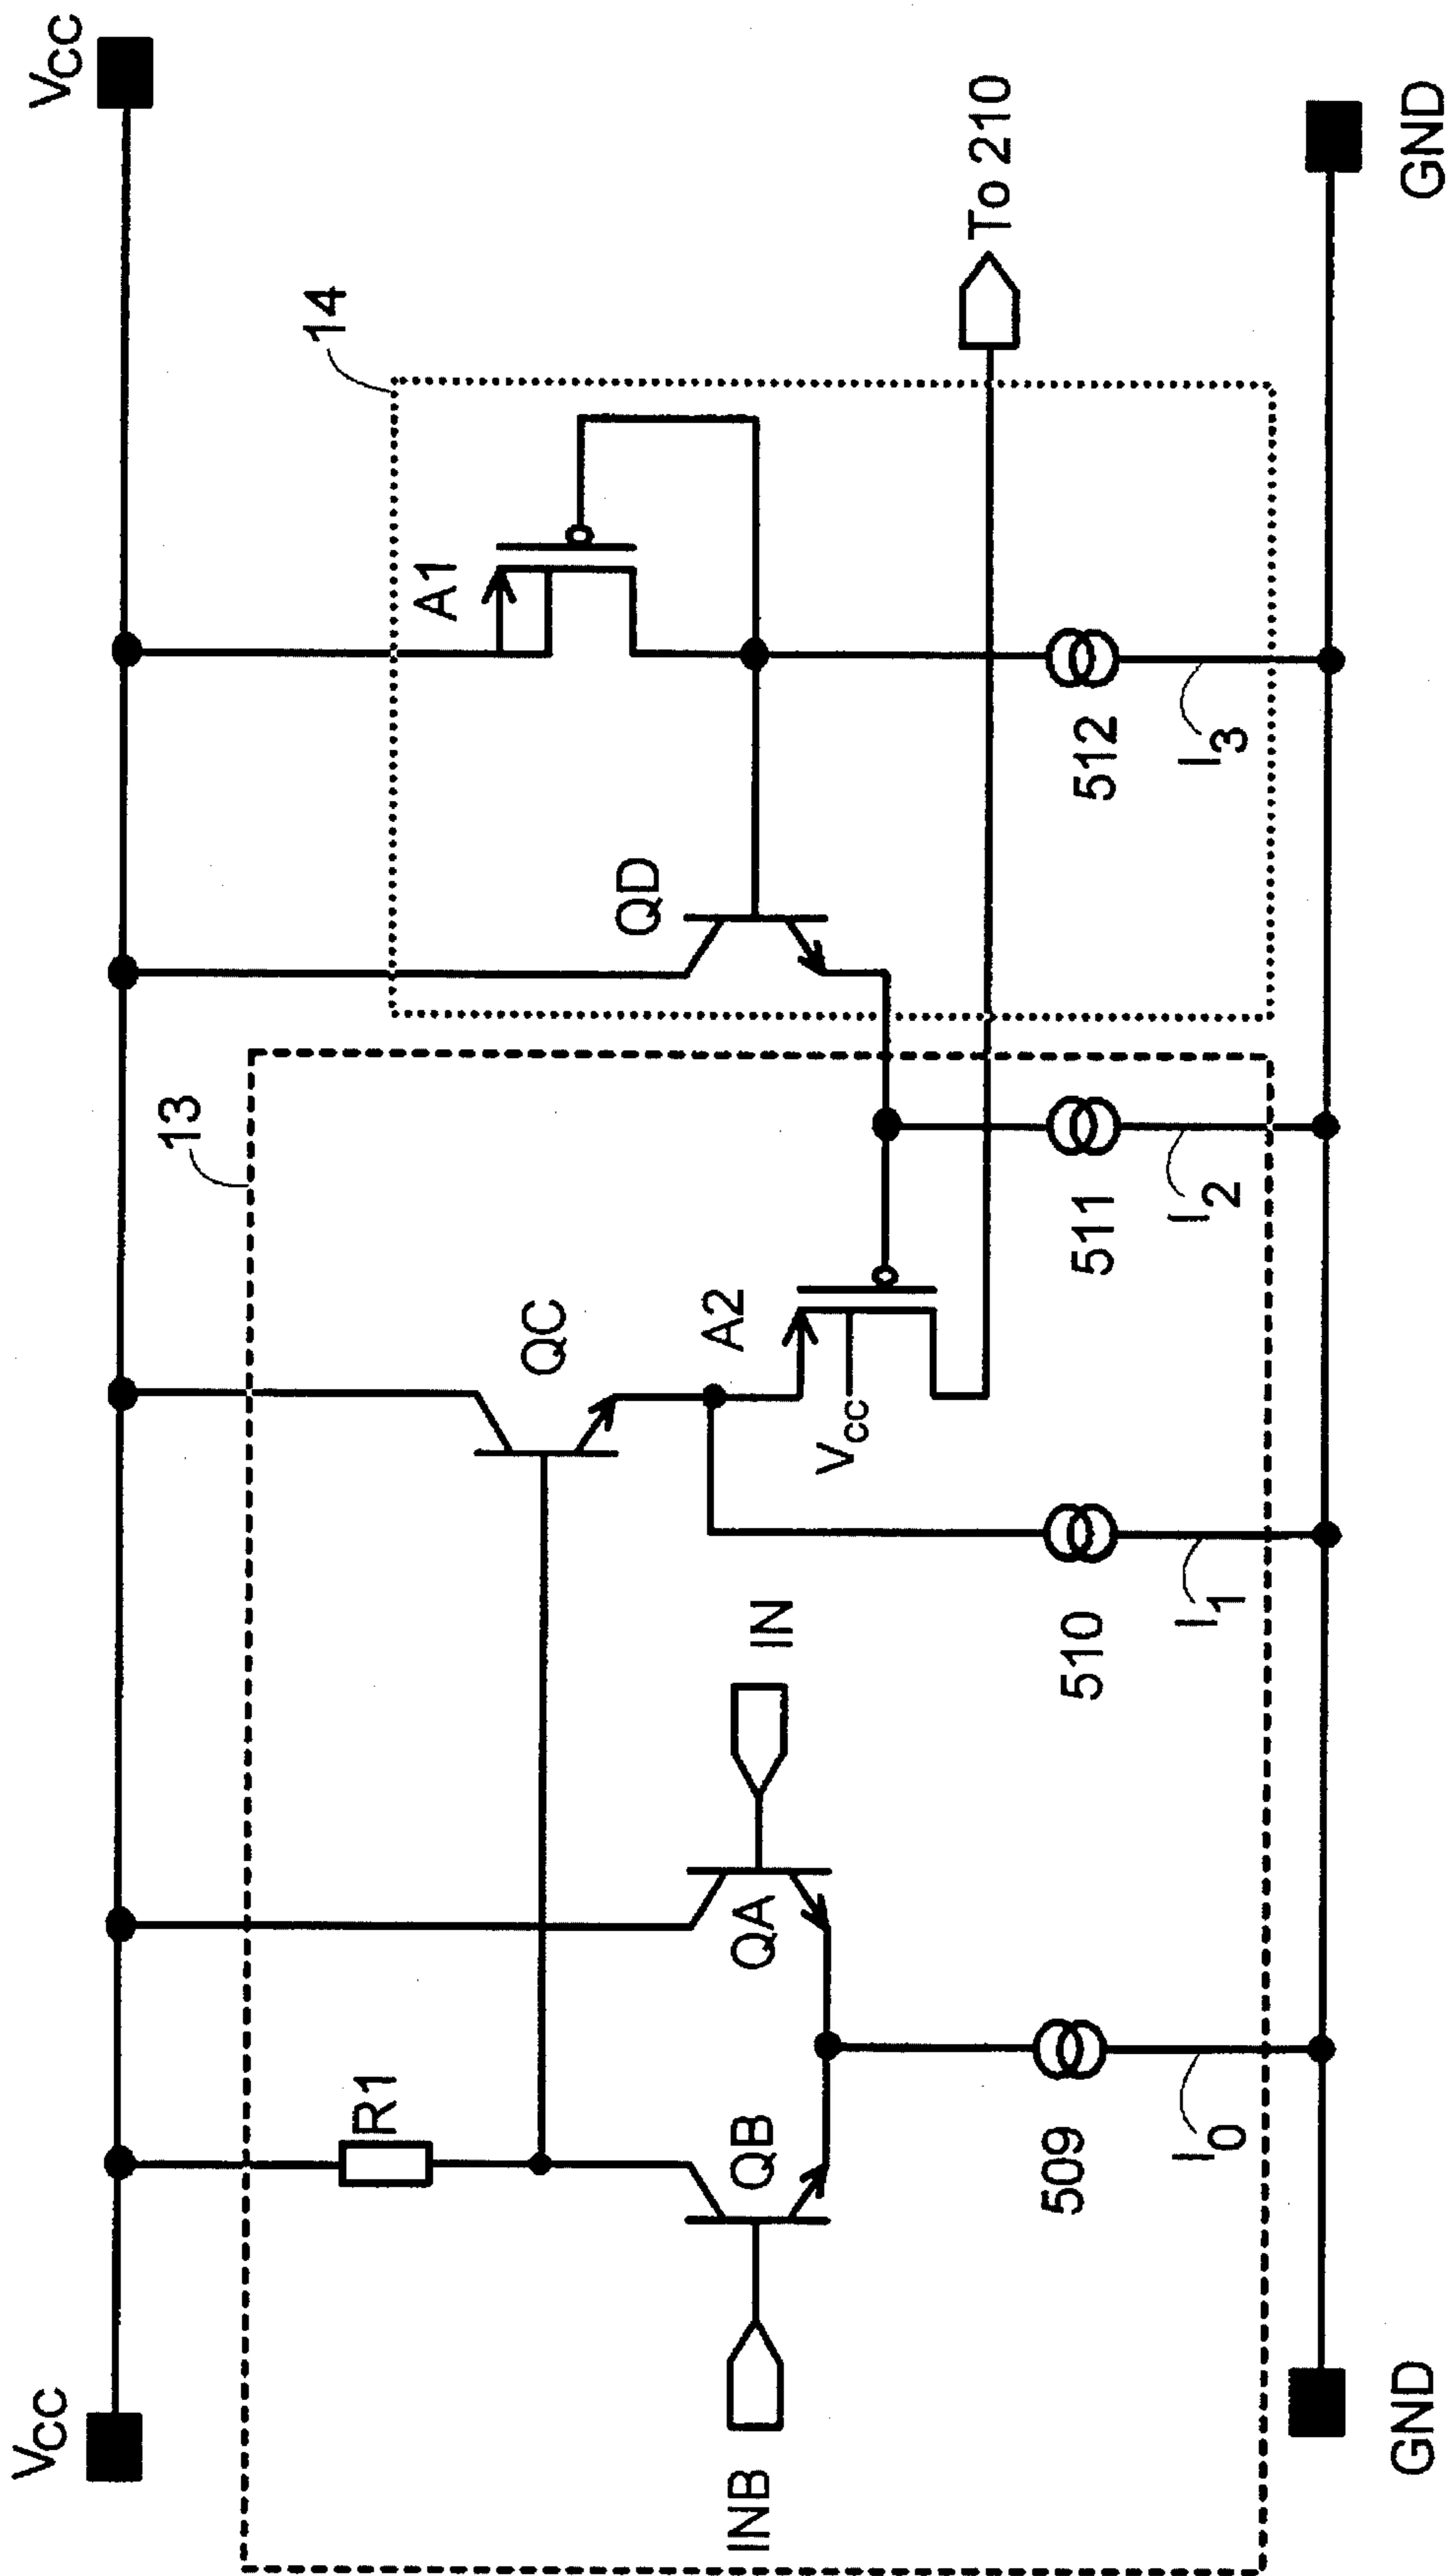 VCC
VCC
13
14
R1
QC
QD
A1
A2
VCC
INB
QB
QA
IN
To 210
509
510
511
512
I0
I1
I2
I3
GND
GND